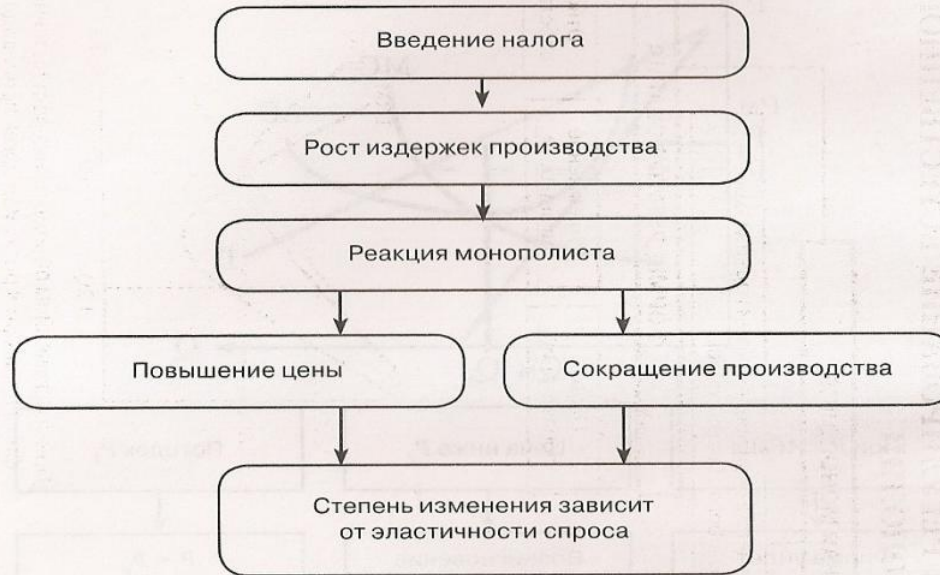 Введение налога
Рост издержек производства
Реакция монополиста
Повышение цены
Сокращение производства
Степень изменения зависит
от эластичности спроса